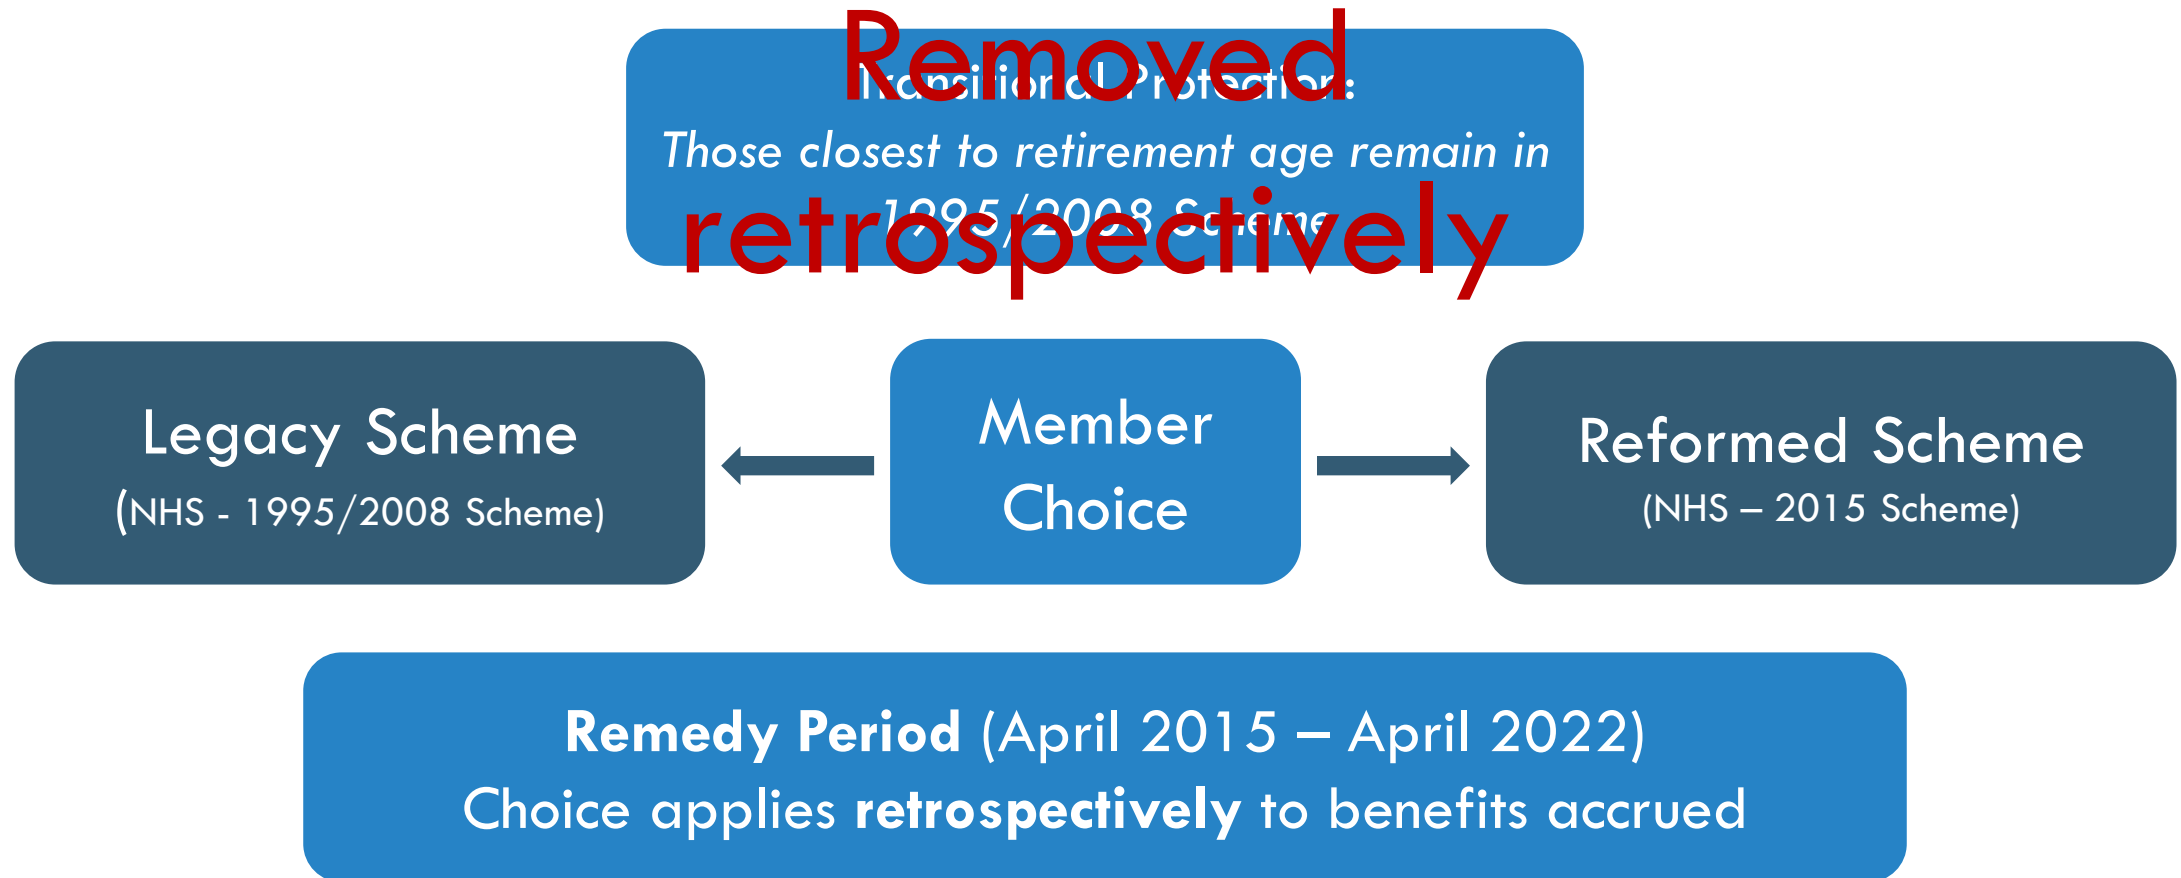 Removed
Transitional Protection:
Those closest to retirement age remain in
retrospectively
1995/2008 Scheme
Legacy Scheme
(NHS - 1995/2008 Scheme)
Member
Choice
Reformed Scheme
(NHS – 2015 Scheme)
Remedy Period (April 2015 – April 2022)
Choice applies retrospectively to benefits accrued